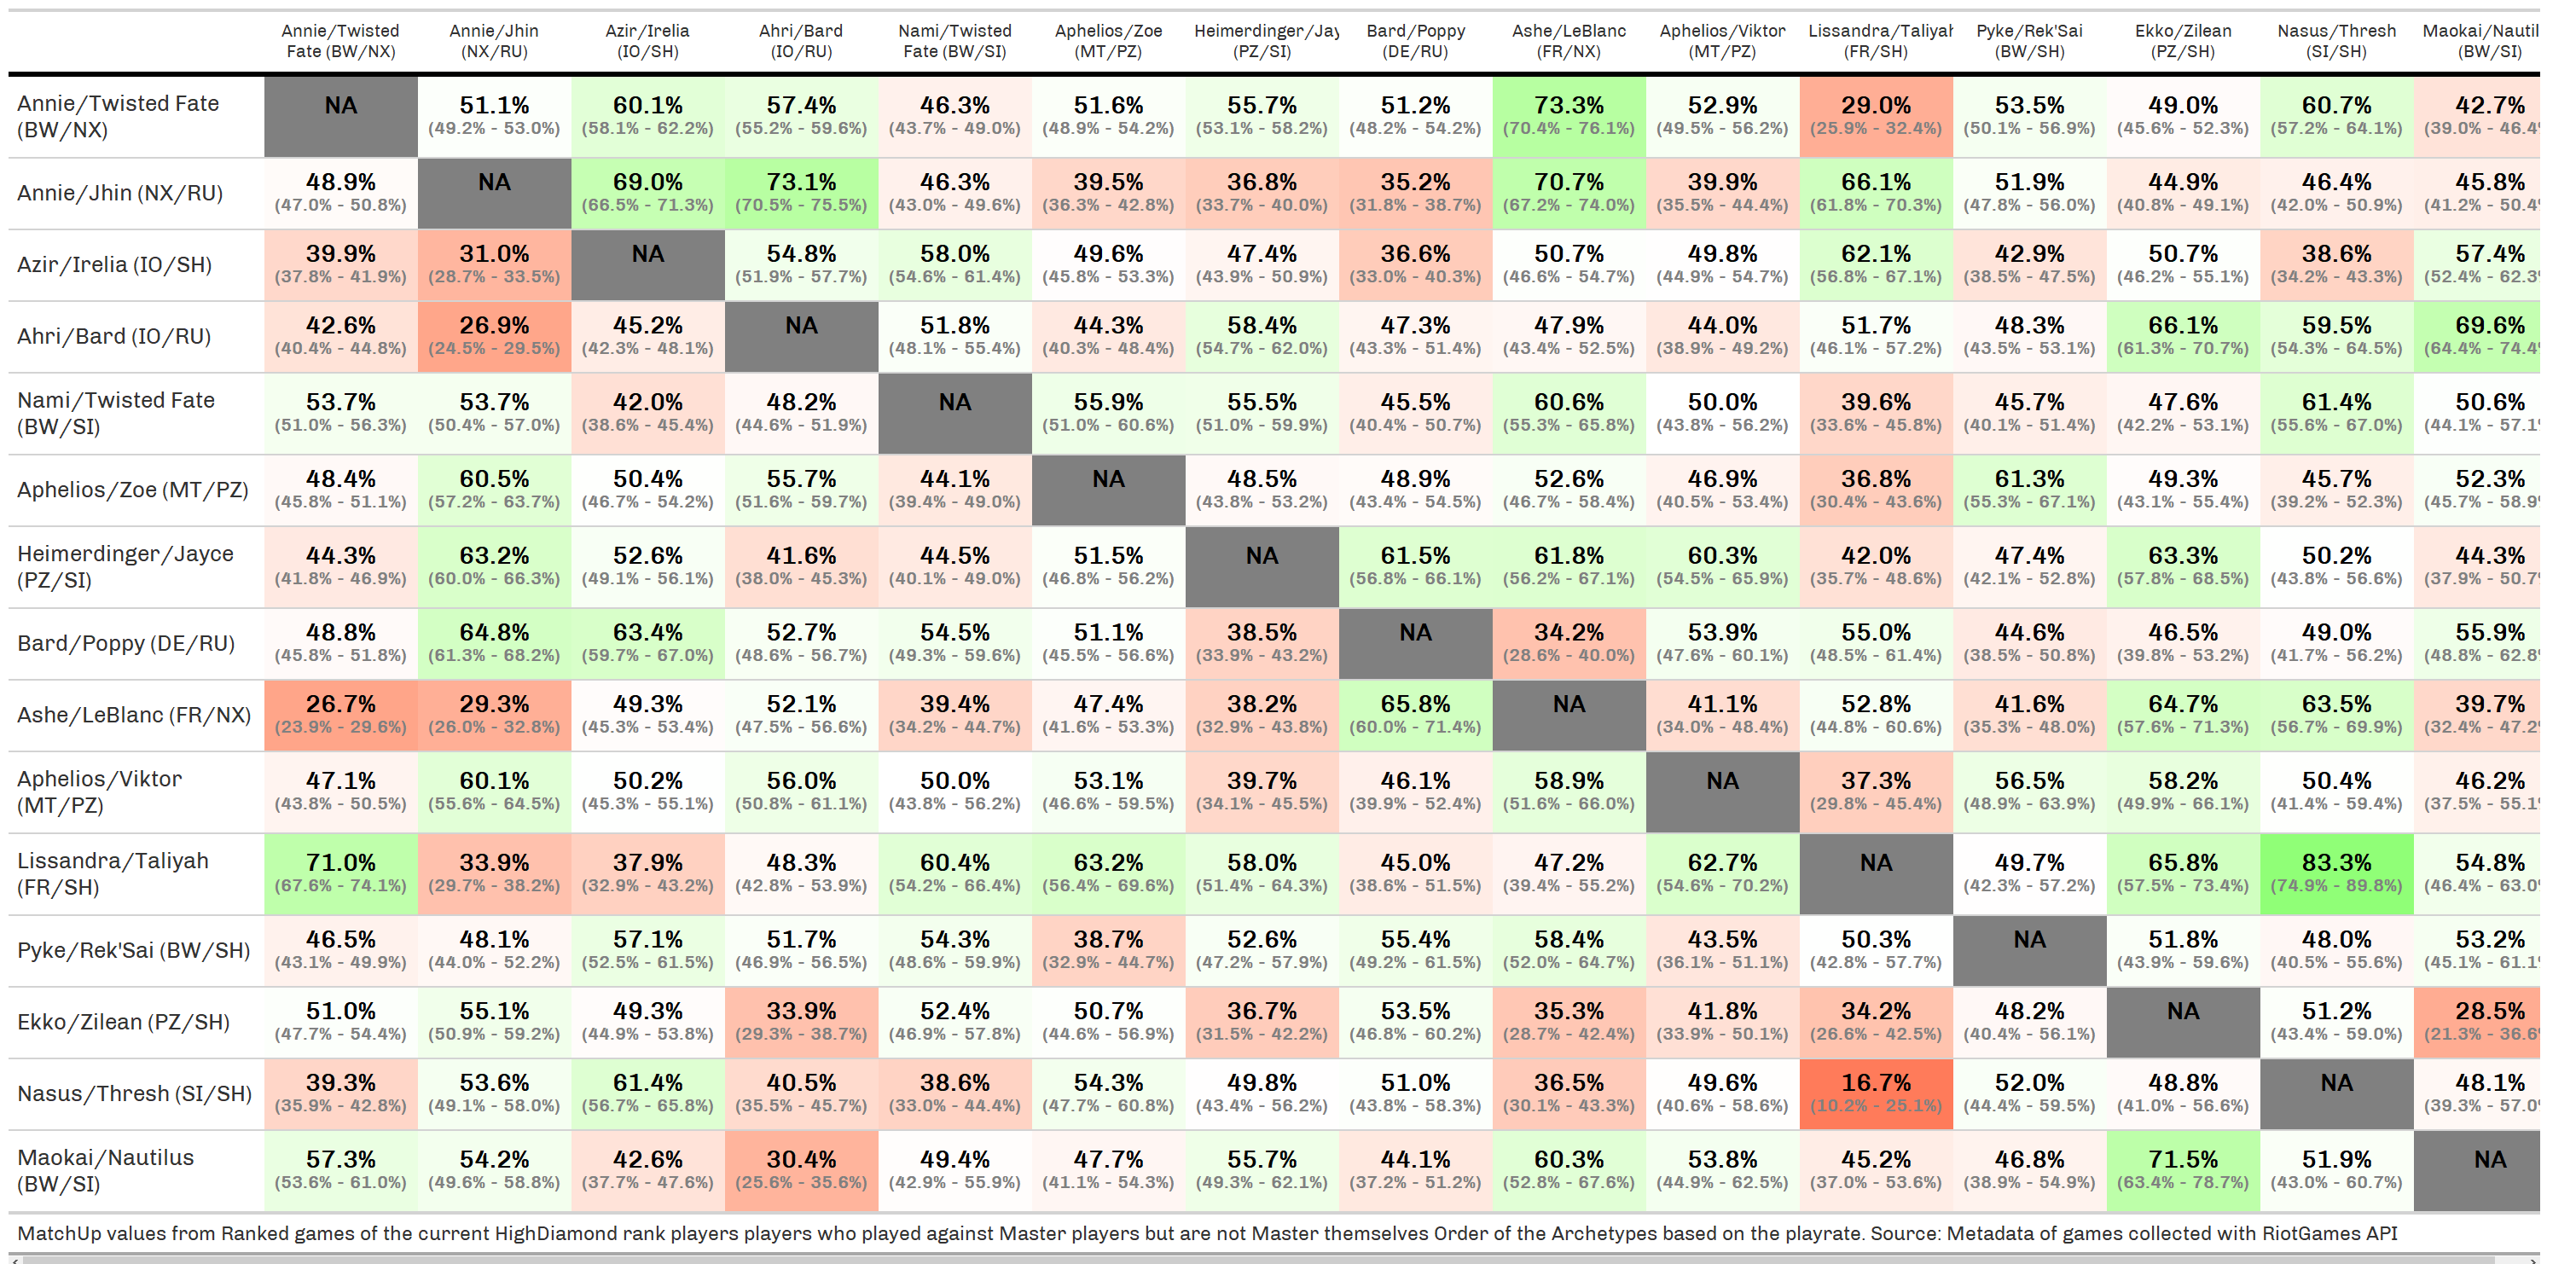 Annie/Twisted Fate (BW/NX) Annie/Jhin (NX/RU) Azir/Irelia (IO/SH) Ahri/Bard (IO/RU) Nami/Twisted Fate (BW/SI) Aphelios/Zoe (MT/PZ) Heimerdinger/Jay (PZ/SI) Bard/Poppy (DE/RU) Ashe/LeBlanc (FR/NX) Aphelios/Viktor (MT/PZ) Lissandra/Taliyah (FR/SH) Pyke/Rek'Sai (BW/SH) Ekko/Zilean (PZ/SH) Nasus/Thresh (SI/SH) Maokai/Nautil (BW/SI)
Annie/Twisted Fate (BW/NX) NA 51.1% 60.1% 57.4% 46.3% 51.6% 55.7% 51.2% 73.3% 52.9% 29.0% 53.5% 49.0% 60.7% 42.7%
(49.2% - 53.0%) (58.1% - 62.2%) (55.2% - 59.6%) (43.7% - 49.0%) (48.9% - 54.2%) (53.1% - 58.2%) (48.2% - 54.2%) (70.4% - 76.1%) (49.5% - 56.2%) (25.9% - 32.4%) (50.1% - 56.9%) (45.6% - 52.3%) (57.2% - 64.1%) (39.0% - 46.4
Annie/Jhin (NX/RU) 48.9% NA 69.0% 73.1% 46.3% 39.5% 36.8% 35.2% 70.7% 39.9% 66.1% 51.9% 44.9% 46.4% 45.8%
(47.0% - 50.8%) (66.5% - 71.3%) (70.5% - 75.5%) (43.0% - 49.6%) (36.3% - 42.8%) (33.7% - 40.0%) (31.8% - 38.7%) (67.2% - 74.0%) (35.5% - 44.4%) (61.8% - 70.3%) (47.8% - 56.0%) (40.8% - 49.1%) (42.0% - 50.9%) (41.2% - 50.4
Azir/Irelia (IO/SH) 39.9% 31.0% NA 54.8% 58.0% 49.6% 47.4% 36.6% 50.7% 49.8% 62.1% 42.9% 50.7% 38.6% 57.4%
(37.8% - 41.9%) (28.7% - 33.5%) (51.9% - 57.7%) (54.6% - 61.4%) (45.8% - 53.3%) (43.9% - 50.9%) (33.0% - 40.3%) (46.6% - 54.7%) (44.9% - 54.7%) (56.8% - 67.1%) (38.5% - 47.5%) (46.2% - 55.1%) (34.2% - 43.3%) (52.4% - 62.3
Ahri/Bard (IO/RU) 42.6% 26.9% 45.2% NA 51.8% 44.3% 58.4% 47.3% 47.9% 44.0% 51.7% 48.3% 66.1% 59.5% 69.6%
(40.4% - 44.8%) (24.5% - 29.5%) (42.3% - 48.1%) (48.1% - 55.4%) (40.3% - 48.4%) (54.7% - 62.0%) (43.3% - 51.4%) (43.4% - 52.5%) (38.9% - 49.2%) (46.1% - 57.2%) (43.5% - 53.1%) (61.3% - 70.7%) (54.3% - 64.5%) (64.4% - 74.4
Nami/Twisted Fate (BW/SI) 53.7% 53.7% 42.0% 48.2% NA 55.9% 55.5% 45.5% 60.6% 50.0% 39.6% 45.7% 47.6% 61.4% 50.6%
(51.0% - 56.3%) (50.4% - 57.0%) (38.6% - 45.4%) (44.6% - 51.9%) (51.0% - 60.6%) (51.0% - 59.9%) (40.4% - 50.7%) (55.3% - 65.8%) (43.8% - 56.2%) (33.6% - 45.8%) (40.1% - 51.4%) (42.2% - 53.1%) (55.6% - 67.0%) (44.1% - 57.1
Aphelios/Zoe (MT/PZ) 48.4% 60.5% 50.4% 55.7% 44.1% NA 48.5% 48.9% 52.6% 46.9% 36.8% 61.3% 49.3% 45.7% 52.3%
(45.8% - 51.1%) (57.2% - 63.7%) (46.7% - 54.2%) (51.6% - 59.7%) (39.4% - 49.0%) (43.8% - 53.2%) (43.4% - 54.5%) (46.7% - 58.4%) (40.5% - 53.4%) (30.4% - 43.6%) (55.3% - 67.1%) (43.1% - 55.4%) (39.2% - 52.3%) (45.7% - 58.9
Heimerdinger/Jayce (PZ/SI) 44.3% 63.2% 52.6% 41.6% 44.5% 51.5% NA 61.5% 61.8% 60.3% 42.0% 47.4% 63.3% 50.2% 44.3%
(41.8% - 46.9%) (60.0% - 66.3%) (49.1% - 56.1%) (38.0% - 45.3%) (40.1% - 49.0%) (46.8% - 56.2%) (56.8% - 66.1%) (56.2% - 67.1%) (54.5% - 65.9%) (35.7% - 48.6%) (42.1% - 52.8%) (57.8% - 68.5%) (43.8% - 56.6%) (37.9% - 50.7
Bard/Poppy (DE/RU) 48.8% 64.8% 63.4% 52.7% 54.5% 51.1% 38.5% NA 34.2% 53.9% 55.0% 44.6% 46.5% 49.0% 55.9%
(45.8% - 51.8%) (61.3% - 68.2%) (59.7% - 67.0%) (48.6% - 56.7%) (49.3% - 59.6%) (45.5% - 56.6%) (33.9% - 43.2%) (28.6% - 40.0%) (47.6% - 60.1%) (48.5% - 61.4%) (38.5% - 50.8%) (39.8% - 53.2%) (41.7% - 56.2%) (48.8% - 62.8
Ashe/LeBlanc (FR/NX) 26.7% 29.3% 49.3% 52.1% 39.4% 47.4% 38.2% 65.8% NA 41.1% 52.8% 41.6% 64.7% 63.5% 39.7%
(23.9% - 29.6%) (26.0% - 32.8%) (45.3% - 53.4%) (47.5% - 56.6%) (34.2% - 44.7%) (41.6% - 53.3%) (32.9% - 43.8%) (60.0% - 71.4%) (34.0% - 48.4%) (44.8% - 60.6%) (35.3% - 48.0%) (57.6% - 71.3%) (56.7% - 69.9%) (32.4% - 47.2
Aphelios/Viktor (MT/PZ) 47.1% 60.1% 50.2% 56.0% 50.0% 53.1% 39.7% 46.1% 58.9% NA 37.3% 56.5% 58.2% 50.4% 46.2%
(43.8% - 50.5%) (55.6% - 64.5%) (45.3% - 55.1%) (50.8% - 61.1%) (43.8% - 56.2%) (46.6% - 59.5%) (34.1% - 45.5%) (39.9% - 52.4%) (51.6% - 66.0%) (29.8% - 45.4%) (48.9% - 63.9%) (49.9% - 66.1%) (41.4% - 59.4%) (37.5% - 55.1
Lissandra/Taliyah (FR/SH) 71.0% 33.9% 37.9% 48.3% 60.4% 63.2% 58.0% 45.0% 47.2% 62.7% NA 49.7% 65.8% 83.3% 54.8%
(67.6% - 74.1%) (29.7% - 38.2%) (32.9% - 43.2%) (42.8% - 53.9%) (54.2% - 66.4%) (56.4% - 69.6%) (51.4% - 64.3%) (38.6% - 51.5%) (39.4% - 55.2%) (54.6% - 70.2%) (42.3% - 57.2%) (57.5% - 73.4%) (74.9% - 89.8%) (46.4% - 63.0
Pyke/Rek'Sai (BW/SH) 46.5% 48.1% 57.1% 51.7% 54.3% 38.7% 52.6% 55.4% 58.4% 43.5% 50.3% NA 51.8% 48.0% 53.2%
(43.1% - 49.9%) (44.0% - 52.2%) (52.5% - 61.5%) (46.9% - 56.5%) (48.6% - 59.9%) (32.9% - 44.7%) (47.2% - 57.9%) (49.2% - 61.5%) (52.0% - 64.7%) (36.1% - 51.1%) (42.8% - 57.7%) (43.9% - 59.6%) (40.5% - 55.6%) (45.1% - 61.1
Ekko/Zilean (PZ/SH) 51.0% 55.1% 49.3% 33.9% 52.4% 50.7% 36.7% 53.5% 35.3% 41.8% 34.2% 48.2% NA 51.2% 28.5%
(47.7% - 54.4%) (50.9% - 59.2%) (44.9% - 53.8%) (29.3% - 38.7%) (46.9% - 57.8%) (44.6% - 56.9%) (31.5% - 42.2%) (46.8% - 60.2%) (28.7% - 42.4%) (33.9% - 50.1%) (26.6% - 42.5%) (40.4% - 56.1%) (43.4% - 59.0%) (21.3% - 36.6
Nasus/Thresh (SI/SH) 39.3% 53.6% 61.4% 40.5% 38.6% 54.3% 49.8% 51.0% 36.5% 49.6% 16.7% 52.0% 48.8% NA 48.1%
(35.9% - 42.8%) (49.1% - 58.0%) (56.7% - 65.8%) (35.5% - 45.7%) (33.0% - 44.4%) (47.7% - 60.8%) (43.4% - 56.2%) (43.8% - 58.3%) (30.1% - 43.3%) (40.6% - 58.6%) (10.2% - 25.1%) (44.4% - 59.5%) (41.0% - 56.6%) (39.3% - 57.0
Maokai/Nautilus (BW/SI) 57.3% 54.2% 42.6% 30.4% 49.4% 47.7% 55.7% 44.1% 60.3% 53.8% 45.2% 46.8% 71.5% 51.9% NA
(53.6% - 61.0%) (49.6% - 58.8%) (37.7% - 47.6%) (25.6% - 35.6%) (42.9% - 55.9%) (41.1% - 54.3%) (49.3% - 62.1%) (37.2% - 51.2%) (52.8% - 67.6%) (44.9% - 62.5%) (37.0% - 53.6%) (38.9% - 54.9%) (63.4% - 78.7%) (43.0% - 60.7%)
MatchUp values from Ranked games of the current HighDiamond rank players players who played against Master players but are not Master themselves Order of the Archetypes based on the playrate. Source: Metadata of games collected with RiotGames API